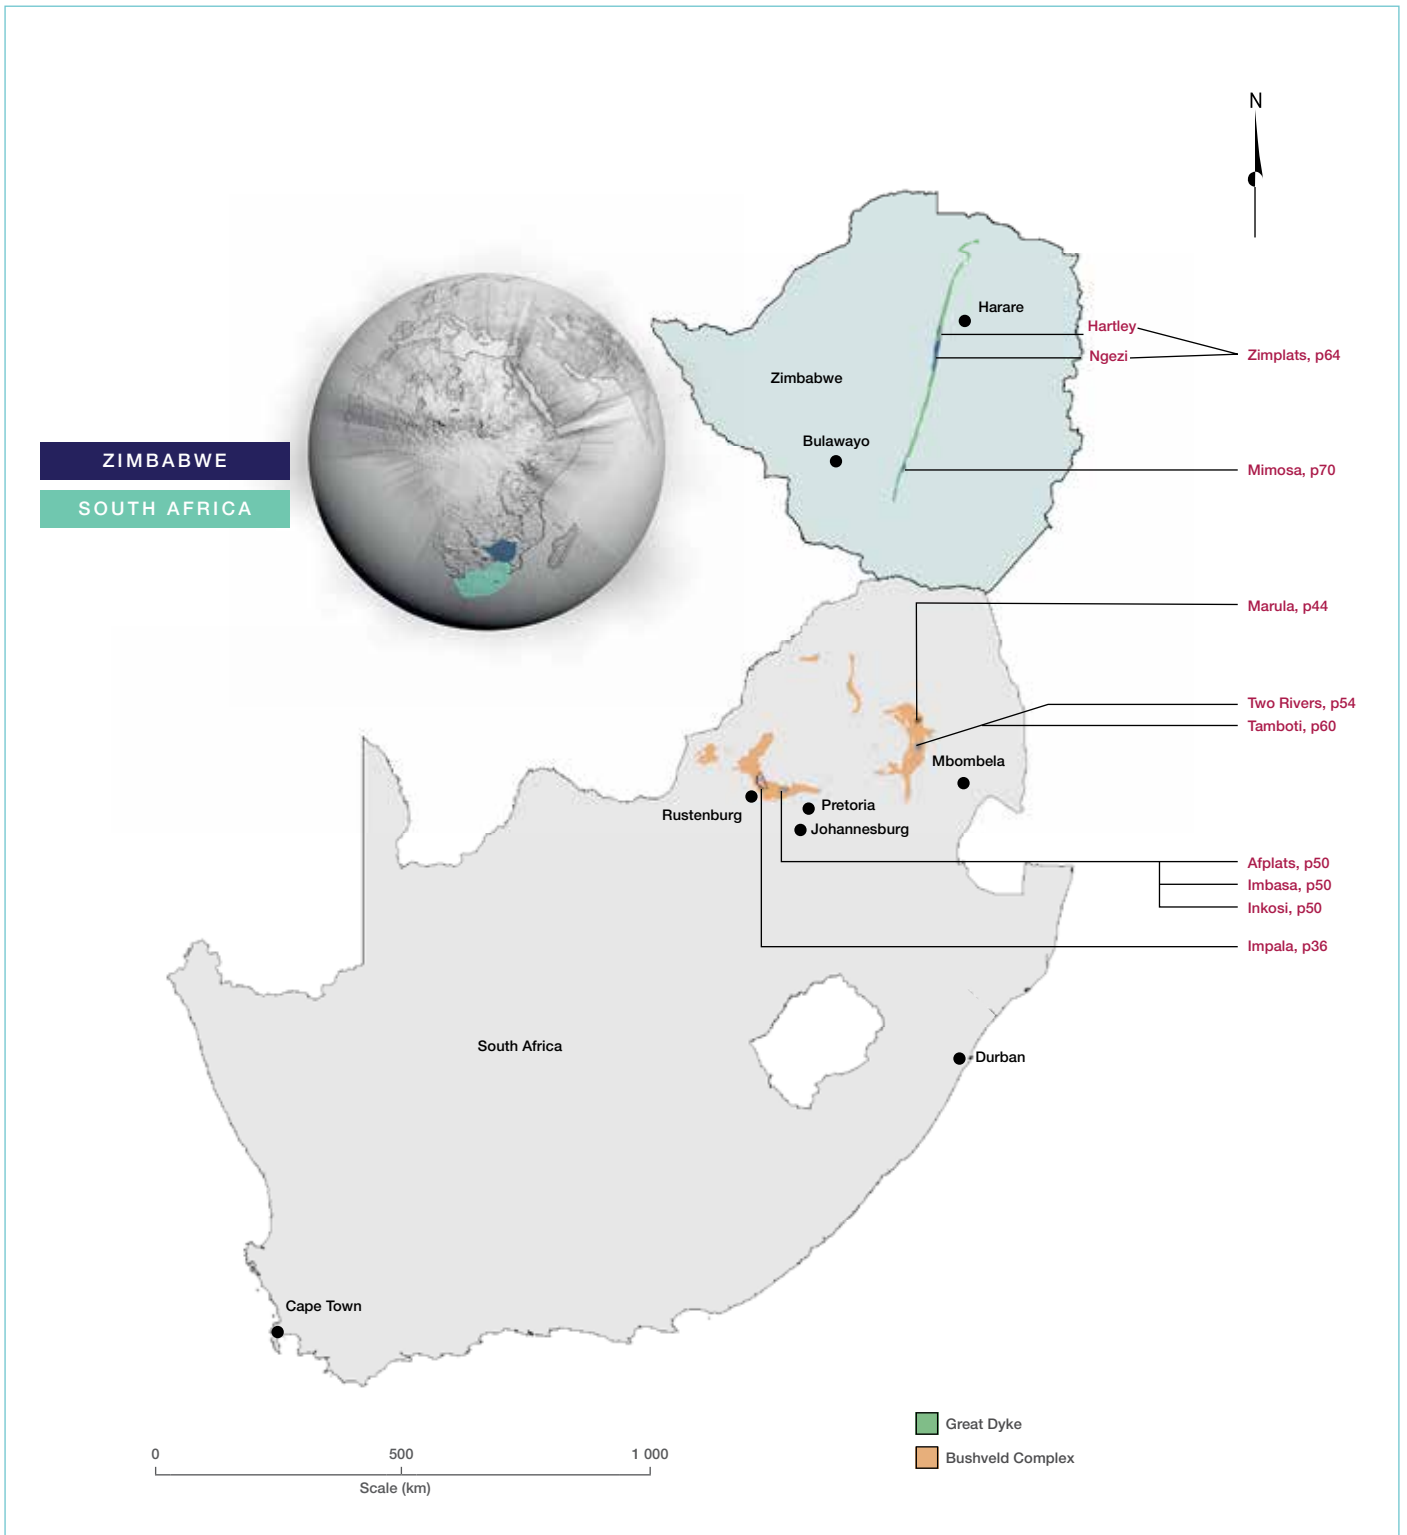 N
Harare
Hartley
Ngezi
Zimplats, p64
Zimbabwe
Bulawayo
ZIMBABWE
Mimosa, p70
SOUTH AFRICA
Marula, p44
Two Rivers, p54
Tamboti, p60
Mbombela
Rustenburg
Pretoria
Johannesburg
Afplats, p50
Imbasa, p50
Inkosi, p50
Impala, p36
South Africa
Durban
Cape Town
Great Dyke
Bushveld Complex
0 500 1 000
Scale (km)